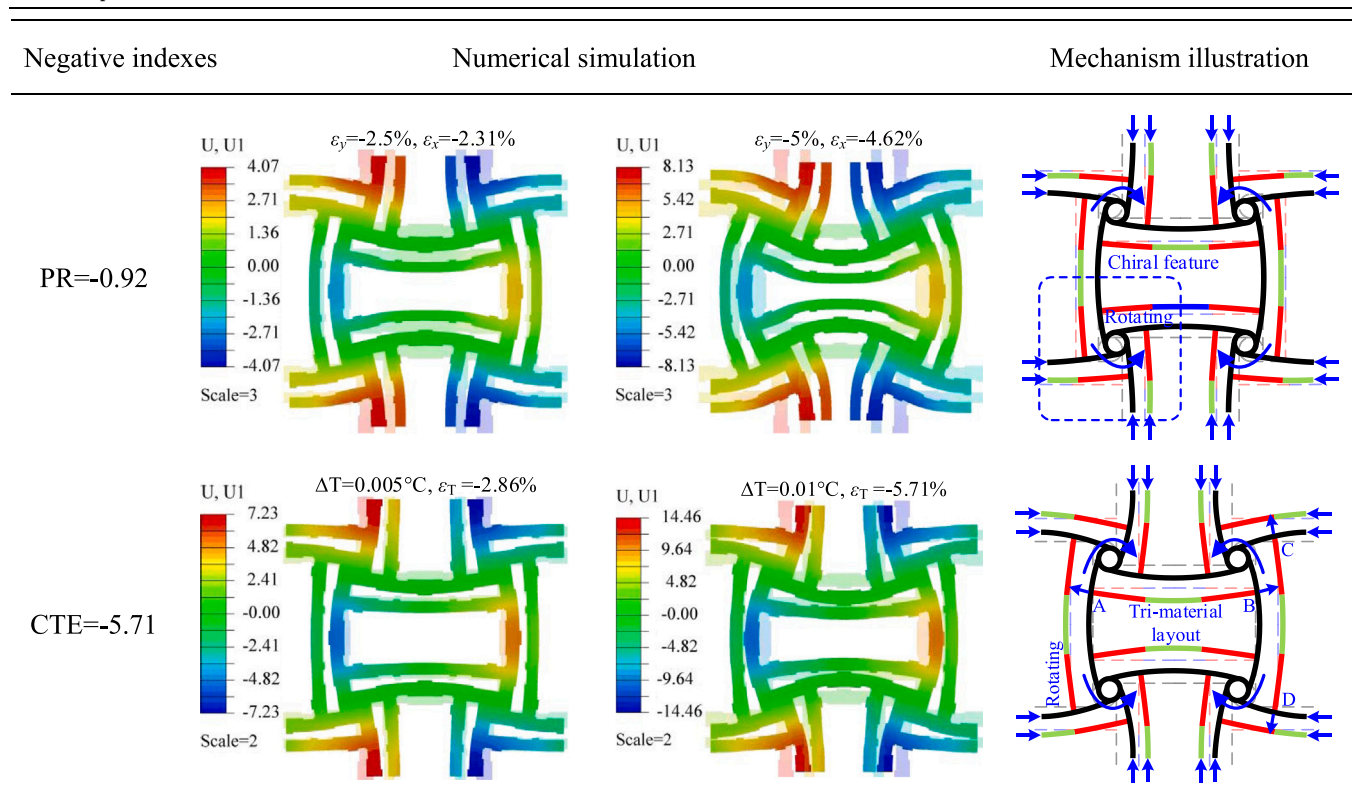 Negative indexes Numerical simulation Mechanism illustration
PR=-0.92
U, U1
4.07
2.71
1.36
0.00
-1.36
-2.71
-4.07
Scale=3
εy=-2.5%, εx=-2.31%
U, U1
8.13
5.42
2.71
0.00
-2.71
-5.42
-8.13
Scale=3
εy=-5%, εx=-4.62%
Chiral feature
Rotating
CTE=-5.71
U, U1
7.23
4.82
2.41
-0.00
-2.41
-4.82
-7.23
Scale=2
ΔT=0.005°C, εT=-2.86%
U, U1
14.46
9.64
4.82
-0.00
-4.82
-9.64
-14.46
Scale=2
ΔT=0.01°C, εT=-5.71%
C
A
B
Tri-material
layout
Rotating
D